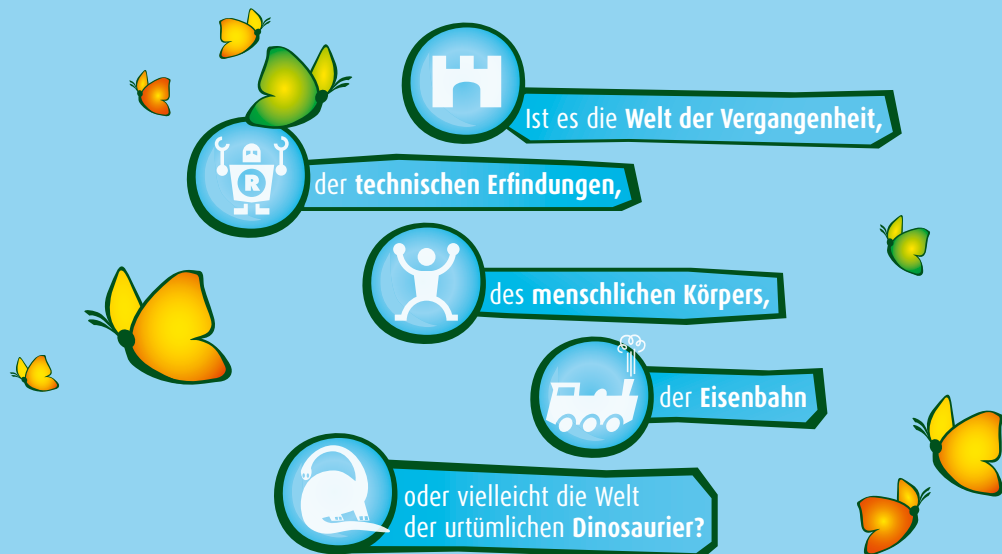 Ist es die Welt der Vergangenheit,
R
der technischen Erfindungen,
des menschlichen Körpers,
der Eisenbahn
oder vielleicht die Welt
der urtümlichen Dinosaurier?